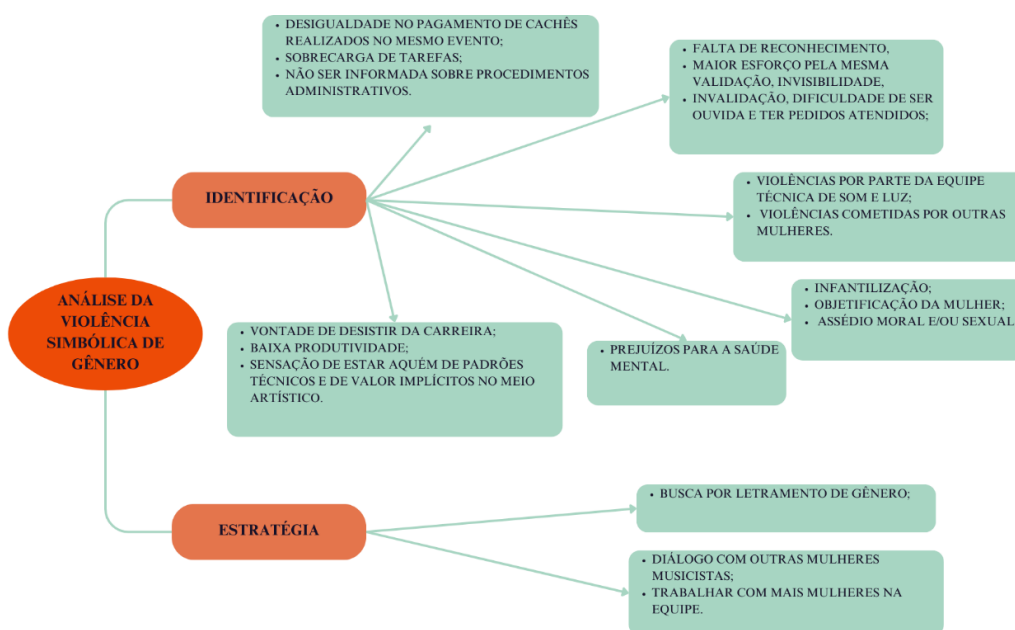 • DESIGUALDADE NO PAGAMENTO DE CACHÊS
REALIZADOS NO MESMO EVENTO;
• SOBRECARGA DE TAREFAS;
• NÃO SER INFORMADA SOBRE PROCEDIMENTOS
ADMINISTRATIVOS.
• FALTA DE RECONHECIMENTO,
• MAIOR ESFORÇO PELA MESMA
VALIDAÇÃO, INVISIBILIDADE,
• INVALIDAÇÃO, DIFICULDADE DE SER
OUVIDA E TER PEDIDOS ATENDIDOS;
IDENTIFICAÇÃO
• VIOLÊNCIAS POR PARTE DA EQUIPE
TÉCNICA DE SOM E LUZ;
• VIOLÊNCIAS COMETIDAS POR OUTRAS
MULHERES.
ANÁLISE DA
VIOLÊNCIA
SIMBÓLICA DE
GÊNERO
• INFANTILIZAÇÃO;
• OBJETIFICAÇÃO DA MULHER;
• ASSÉDIO MORAL E/OU SEXUAL
• VONTADE DE DESISTIR DA CARREIRA;
• BAIXA PRODUTIVIDADE;
• SENSAÇÃO DE ESTAR AQUÉM DE PADRÕES
TÉCNICOS E DE VALOR IMPLÍCITOS NO MEIO
ARTÍSTICO.
• PREJUÍZOS PARA A SAÚDE
MENTAL.
ESTRATÉGIA
• BUSCA POR LETRAMENTO DE GÊNERO;
• DIÁLOGO COM OUTRAS MULHERES
MUSICISTAS;
• TRABALHAR COM MAIS MULHERES NA
EQUIPE.